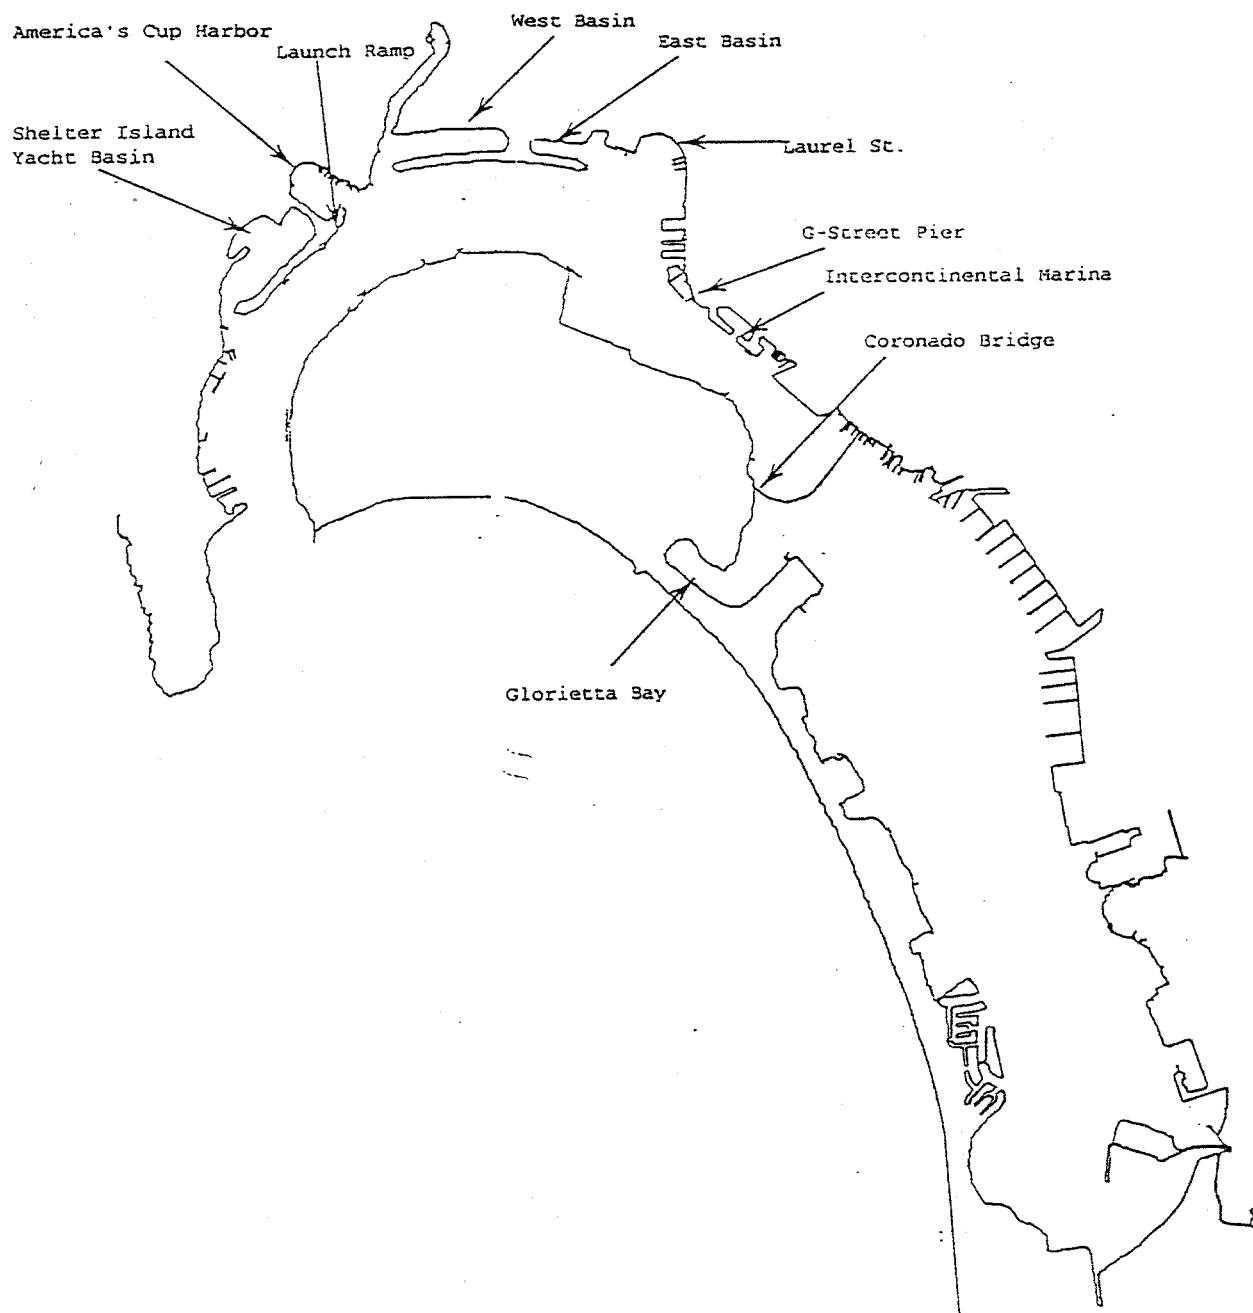 America's Cup Harbor
Launch Ramp
West Basin
East Basin
Shelter Island
Yacht Basin
Laurel St.
G-Street Pier
Intercontinental Marina
Coronado Bridge
Glorietta Bay